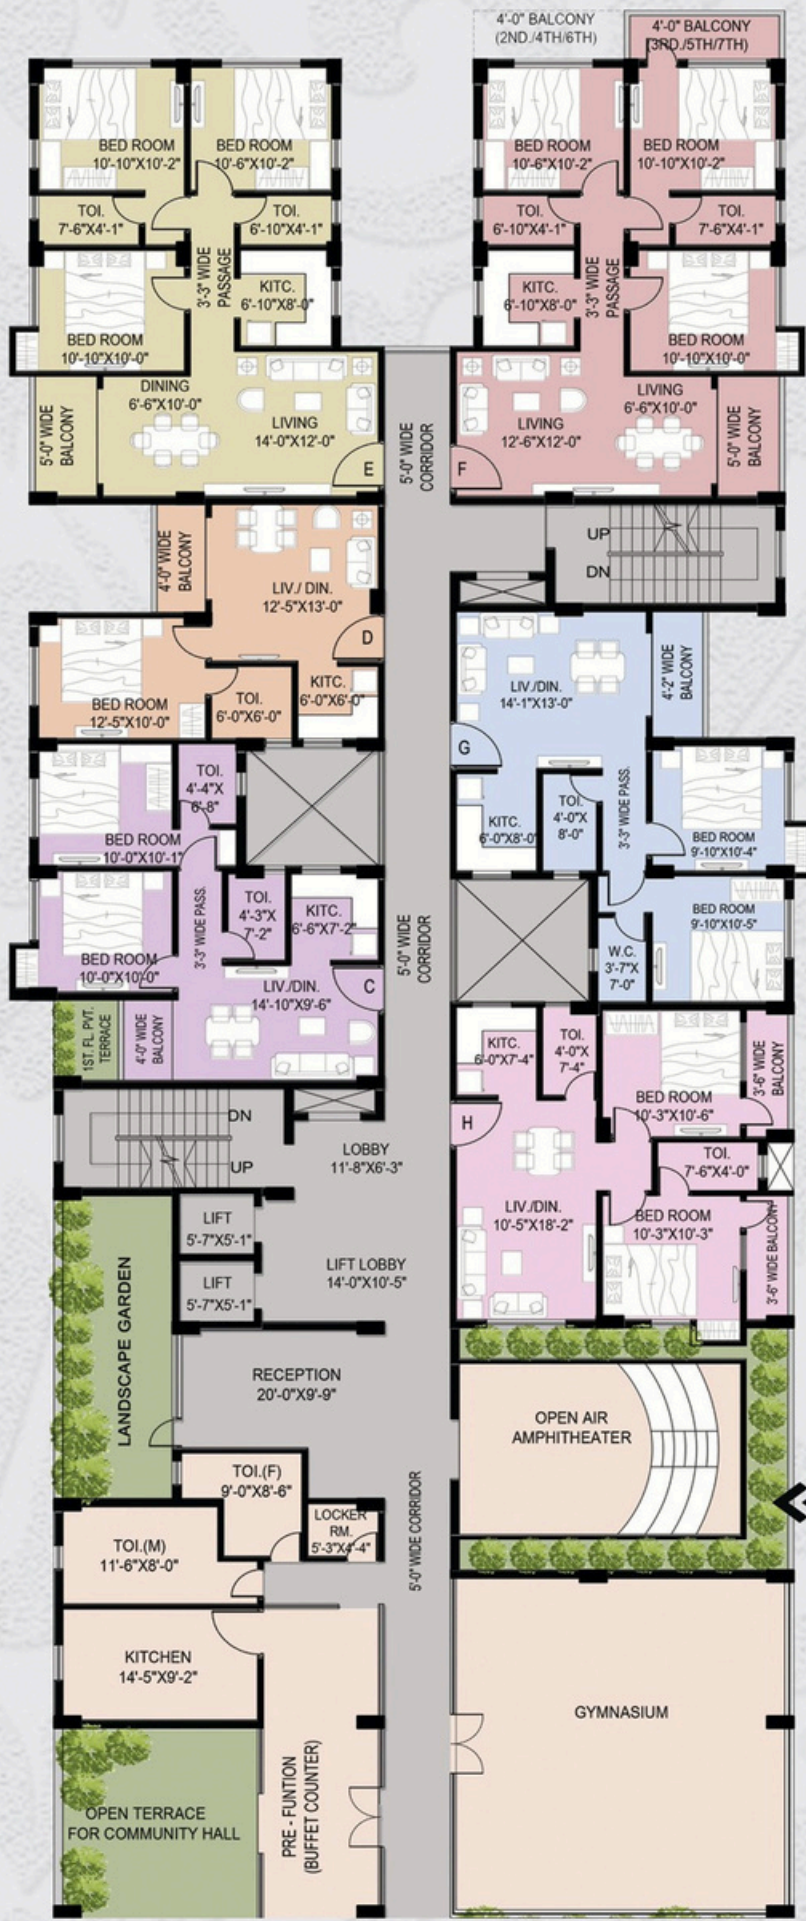 4'-0" BALCONY
(2ND./4TH/6TH)
4'-0" BALCONY
(3RD./5TH/7TH)
BED ROOM
10'-10"X10'-2"
BED ROOM
10'-6"X10'-2"
BED ROOM
10'-6"X10'-2"
BED ROOM
10'-10"X10'-2"
TOI.
7'-6"X4'-1"
TOI.
6'-10"X4'-1"
TOI.
6'-10"X4'-1"
TOI.
7'-6"X4'-1"
3'-3" WIDE
PASSAGE
KITC.
6'-10"X8'-0"
KITC.
6'-10"X8'-0"
3'-3" WIDE
PASSAGE
BED ROOM
10'-10"X10'-0"
BED ROOM
10'-10"X10'-0"
DINING
6'-6"X10'-0"
LIVING
14'-0"X12'-0"
5'-0" WIDE
BALCONY
E
5'-0" WIDE
CORRIDOR
F
LIVING
12'-6"X12'-0"
LIVING
6'-6"X10'-0"
5'-0" WIDE
BALCONY
4'-0" WIDE
BALCONY
LIV./ DIN.
12'-5"X13'-0"
D
UP
DN
BED ROOM
12'-5"X10'-0"
TOI.
6'-0"X6'-0"
KITC.
6'-0"X6'-0"
LIV./DIN.
14'-1"X13'-0"
4'-2" WIDE
BALCONY
G
TOI.
4'-4"X
6'-8"
BED ROOM
10'-0"X10'-1"
KITC.
6'-0"X8'-0"
TOI.
4'-0"X
8'-0"
3'-3" WIDE PASS.
BED ROOM
9'-10"X10'-4"
BED ROOM
10'-0"X10'-0"
3'-3" WIDE PASS.
TOI.
4'-3"X
7'-2"
KITC.
6'-6"X7'-2"
5'-0" WIDE
CORRIDOR
BED ROOM
9'-10"X10'-5"
W.C.
3'-7"X
7'-0"
LIV./DIN.
14'-10"X9'-6"
C
1ST. FL. PVT.
TERRACE
4'-0" WIDE
BALCONY
KITC.
6'-0"X7'-4"
TOI.
4'-0"X
7'-4"
BED ROOM
10'-3"X10'-6"
3'-6" WIDE
BALCONY
DN
UP
LOBBY
11'-8"X6'-3"
H
TOI.
7'-6"X4'-0"
LIFT
5'-7"X5'-1"
LIFT
5'-7"X5'-1"
LIFT LOBBY
14'-0"X10'-5"
LIV./DIN.
10'-5"X18'-2"
BED ROOM
10'-3"X10'-3"
3'-6" WIDE BALCONY
LANDSCAPE GARDEN
RECEPTION
20'-0"X9'-9"
OPEN AIR
AMPHITHEATER
TOI.(F)
9'-0"X8'-6"
LOCKER
RM.
5'-3"X4'-4"
TOI.(M)
11'-6"X8'-0"
5'-0" WIDE CORRIDOR
KITCHEN
14'-5"X9'-2"
GYMNASIUM
OPEN TERRACE
FOR COMMUNITY HALL
PRE - FUNTION
(BUFFET COUNTER)